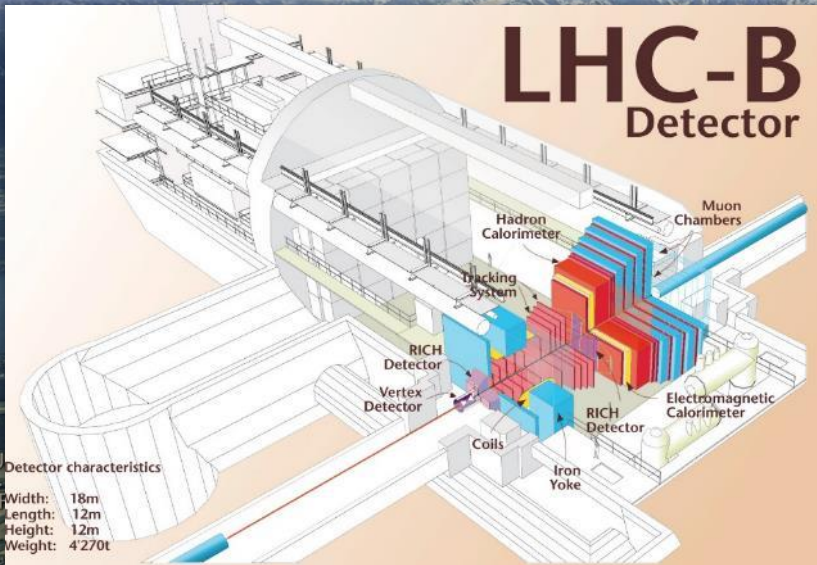 LHC-B
Detector
Muon
Chambers
Hadron
Calorimeter
Tracking
System
RICH
Detector
Vertex
Detector
Coils
Iron
Yoke
RICH
Detector
Electromagnetic
Calorimeter
Detector characteristics
Width: 18m
Length: 12m
Height: 12m
Weight: 4'270t